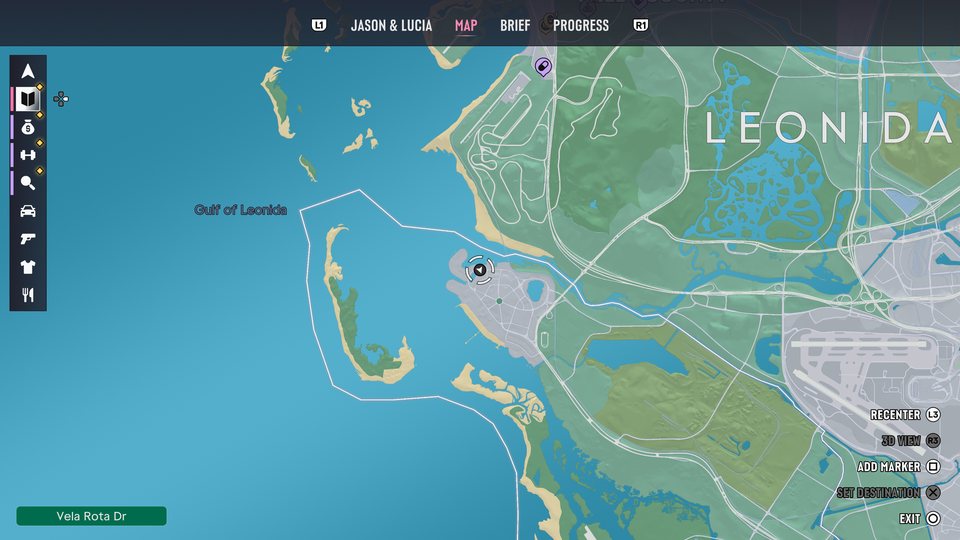 L1 JASON & LUCIA MAP BRIEF PROGRESS R1
LEONIDA
Gulf of Leonida
RECENTER L3
3D VIEW R3
ADD MARKER
SET DESTINATION
EXIT
Vela Rota Dr